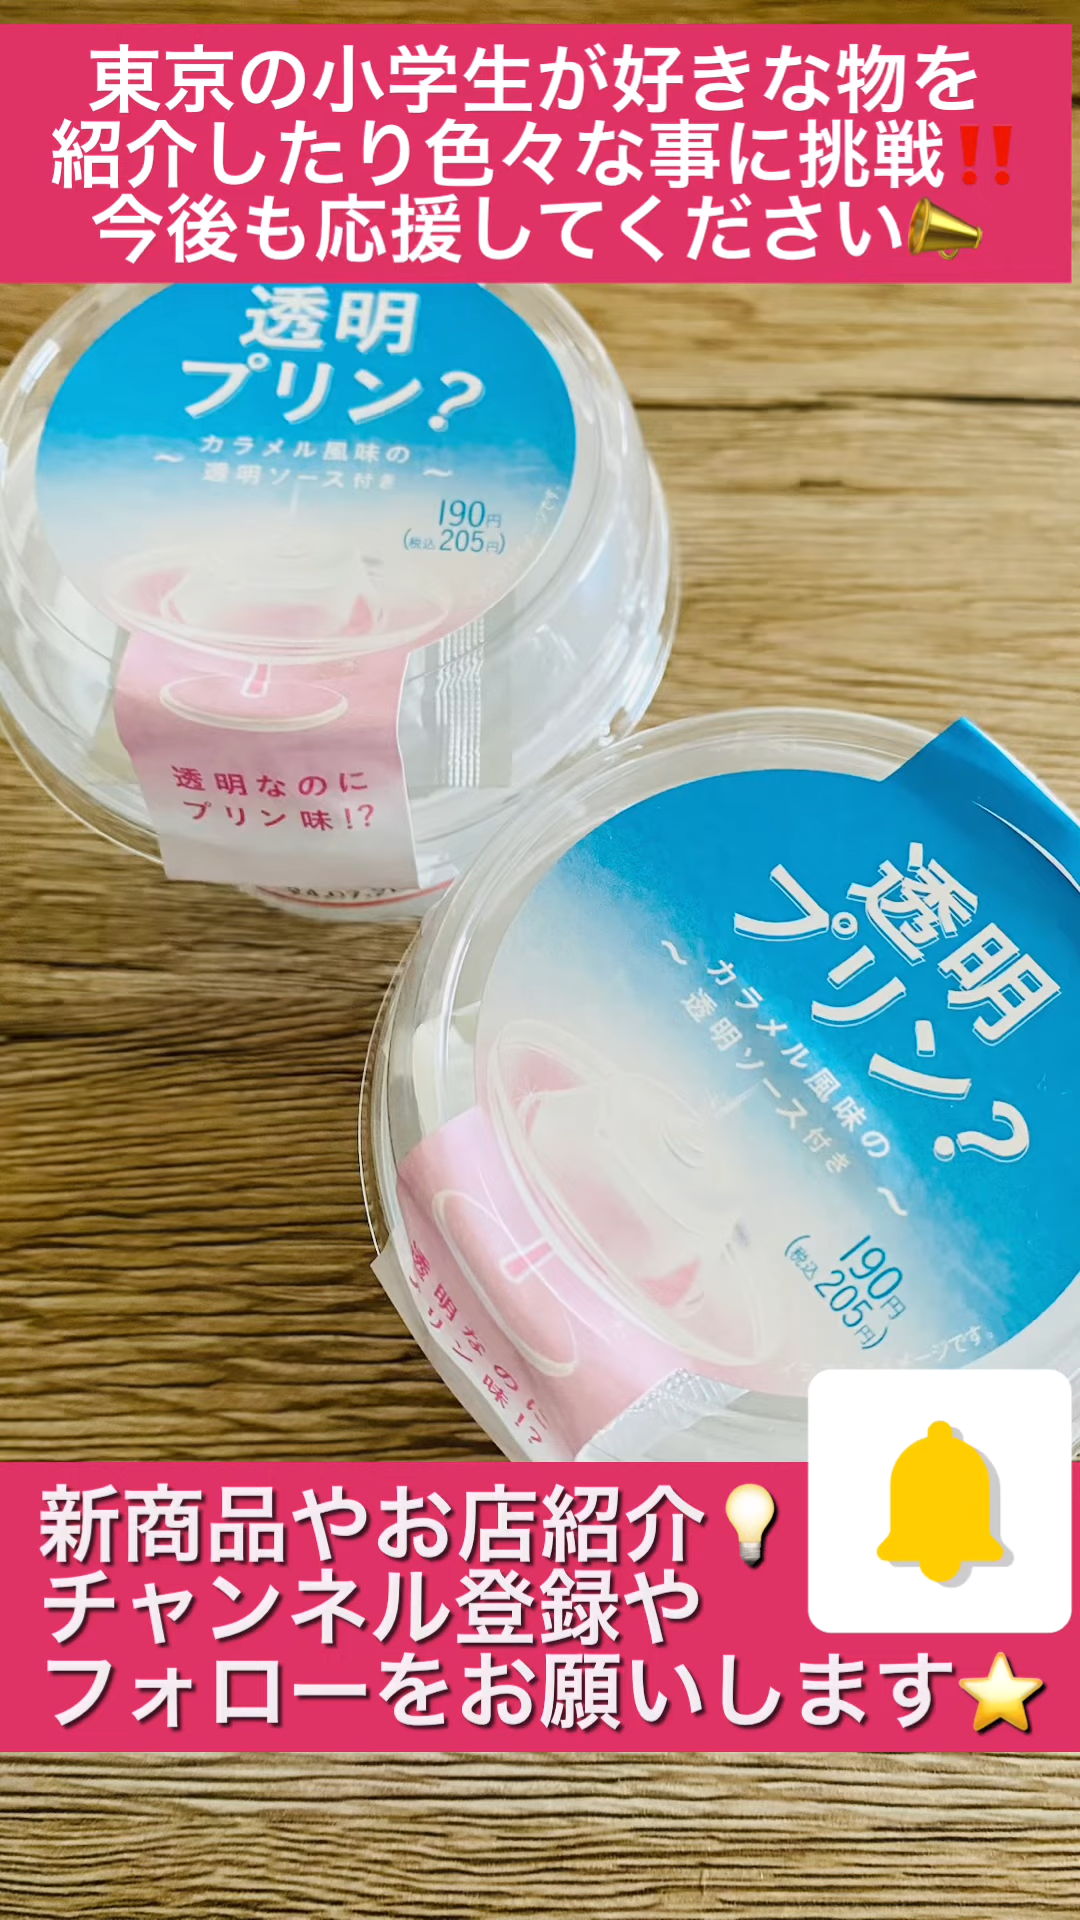 東京の小学生が好きな物を
紹介したり色々な事に挑戦‼️
今後も応援してください📣
透明
プリン?
～カラメル風味の
透明ソース付き～
190円
(税込205円)
透明なのに
プリン味!?
透明
プリン?
～カラメル風味の
透明ソース付き～
190円
(税込205円)
透明なのに
プリン味!?
新商品やお店紹介💡
チャンネル登録や
フォローをお願いします⭐